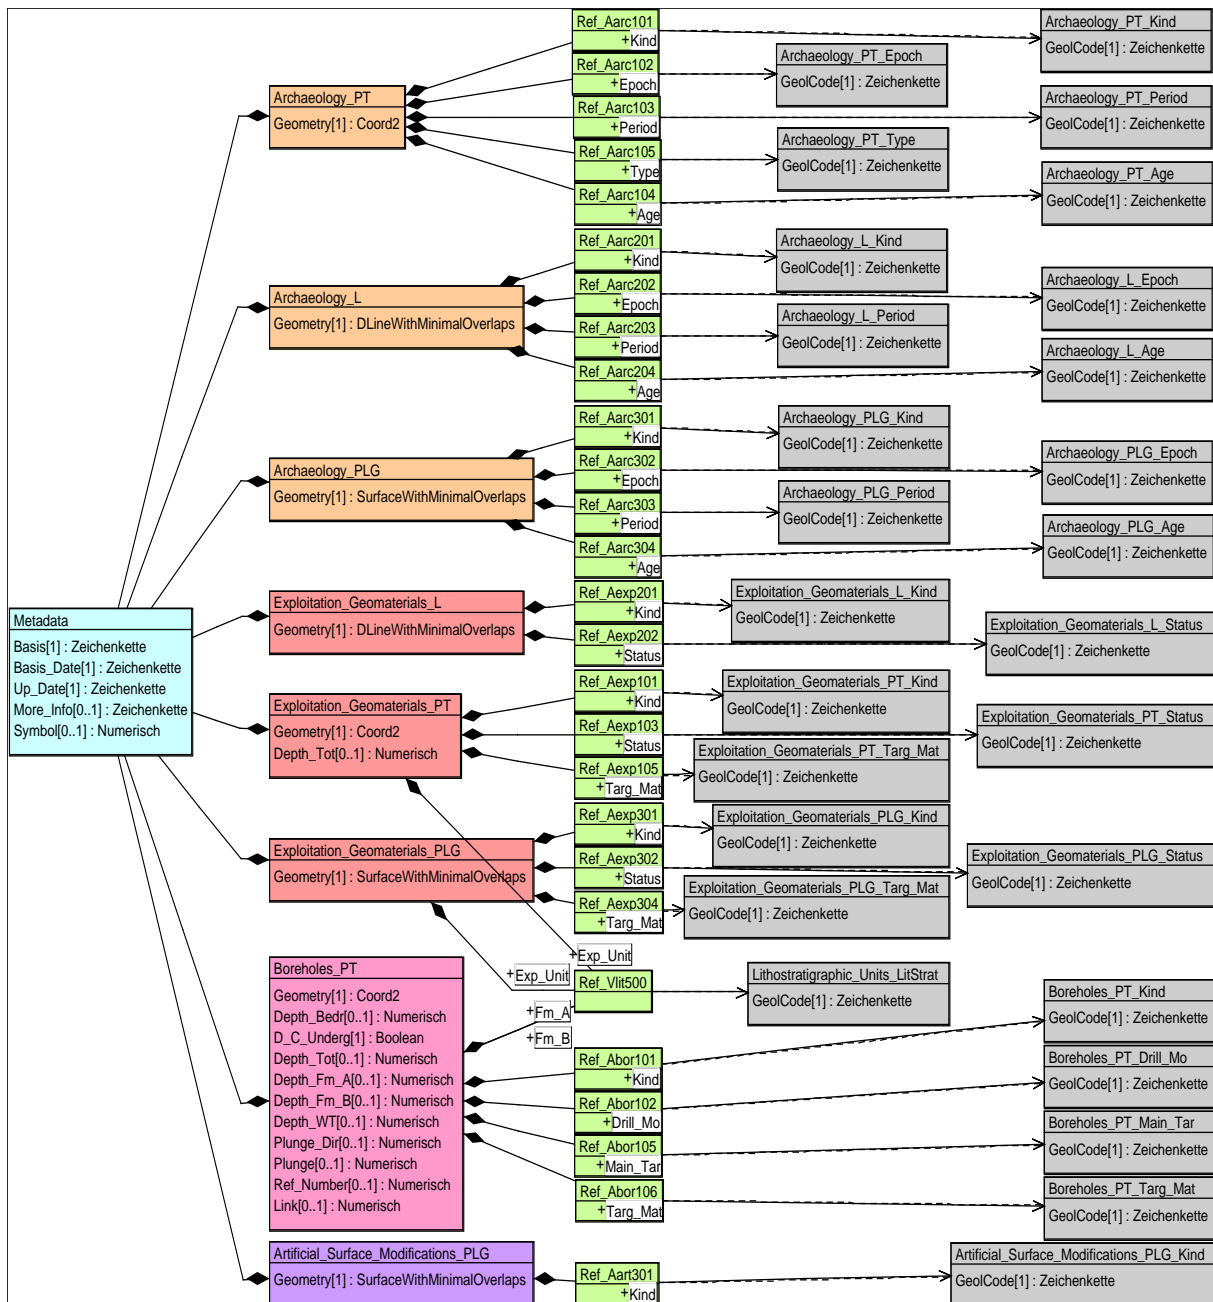 Metadata
Basis[1] : Zeichenkette
Basis_Date[1] : Zeichenkette
Up_Date[1] : Zeichenkette
More_Info[0..1] : Zeichenkette
Symbol[0..1] : Numerisch
Archaeology_PT
Geometry[1] : Coord2
Ref_Aarc101
+Kind
Archaeology_PT_Kind
GeolCode[1] : Zeichenkette
Ref_Aarc102
+Epoch
Archaeology_PT_Epoch
GeolCode[1] : Zeichenkette
Ref_Aarc103
+Period
Archaeology_PT_Period
GeolCode[1] : Zeichenkette
Ref_Aarc105
+Type
Archaeology_PT_Type
GeolCode[1] : Zeichenkette
Ref_Aarc104
+Age
Archaeology_PT_Age
GeolCode[1] : Zeichenkette
Archaeology_L
Geometry[1] : DLineWithMinimalOverlaps
Ref_Aarc201
+Kind
Archaeology_L_Kind
GeolCode[1] : Zeichenkette
Ref_Aarc202
+Epoch
Archaeology_L_Epoch
GeolCode[1] : Zeichenkette
Ref_Aarc203
+Period
Archaeology_L_Period
GeolCode[1] : Zeichenkette
Ref_Aarc204
+Age
Archaeology_L_Age
GeolCode[1] : Zeichenkette
Archaeology_PLG
Geometry[1] : SurfaceWithMinimalOverlaps
Ref_Aarc301
+Kind
Archaeology_PLG_Kind
GeolCode[1] : Zeichenkette
Ref_Aarc302
+Epoch
Archaeology_PLG_Epoch
GeolCode[1] : Zeichenkette
Ref_Aarc303
+Period
Archaeology_PLG_Period
GeolCode[1] : Zeichenkette
Ref_Aarc304
+Age
Archaeology_PLG_Age
GeolCode[1] : Zeichenkette
Exploitation_Geomaterials_L
Geometry[1] : DLineWithMinimalOverlaps
Ref_Aexp201
+Kind
Exploitation_Geomaterials_L_Kind
GeolCode[1] : Zeichenkette
Ref_Aexp202
+Status
Exploitation_Geomaterials_L_Status
GeolCode[1] : Zeichenkette
Exploitation_Geomaterials_PT
Geometry[1] : Coord2
Depth_Tot[0..1] : Numerisch
Ref_Aexp101
+Kind
Exploitation_Geomaterials_PT_Kind
GeolCode[1] : Zeichenkette
Ref_Aexp103
+Status
Exploitation_Geomaterials_PT_Status
GeolCode[1] : Zeichenkette
Ref_Aexp105
+Targ_Mat
Exploitation_Geomaterials_PT_Targ_Mat
GeolCode[1] : Zeichenkette
Exploitation_Geomaterials_PLG
Geometry[1] : SurfaceWithMinimalOverlaps
Ref_Aexp301
+Kind
Exploitation_Geomaterials_PLG_Kind
GeolCode[1] : Zeichenkette
Ref_Aexp302
+Status
Exploitation_Geomaterials_PLG_Status
GeolCode[1] : Zeichenkette
Ref_Aexp304
+Targ_Mat
Exploitation_Geomaterials_PLG_Targ_Mat
GeolCode[1] : Zeichenkette
+Exp_Unit
+Exp_Unit
Ref_Vlit500
+Fm_A
+Fm_B
Lithostratigraphic_Units_LitStrat
GeolCode[1] : Zeichenkette
Boreholes_PT
Geometry[1] : Coord2
Depth_Bedr[0..1] : Numerisch
D_C_Underg[1] : Boolean
Depth_Tot[0..1] : Numerisch
Depth_Fm_A[0..1] : Numerisch
Depth_Fm_B[0..1] : Numerisch
Depth_WT[0..1] : Numerisch
Plunge_Dir[0..1] : Numerisch
Plunge[0..1] : Numerisch
Ref_Number[0..1] : Numerisch
Link[0..1] : Numerisch
Ref_Abor101
+Kind
Boreholes_PT_Kind
GeolCode[1] : Zeichenkette
Ref_Abor102
+Drill_Mo
Boreholes_PT_Drill_Mo
GeolCode[1] : Zeichenkette
Ref_Abor105
+Main_Tar
Boreholes_PT_Main_Tar
GeolCode[1] : Zeichenkette
Ref_Abor106
+Targ_Mat
Boreholes_PT_Targ_Mat
GeolCode[1] : Zeichenkette
Artificial_Surface_Modifications_PLG
Geometry[1] : SurfaceWithMinimalOverlaps
Ref_Aart301
+Kind
Artificial_Surface_Modifications_PLG_Kind
GeolCode[1] : Zeichenkette